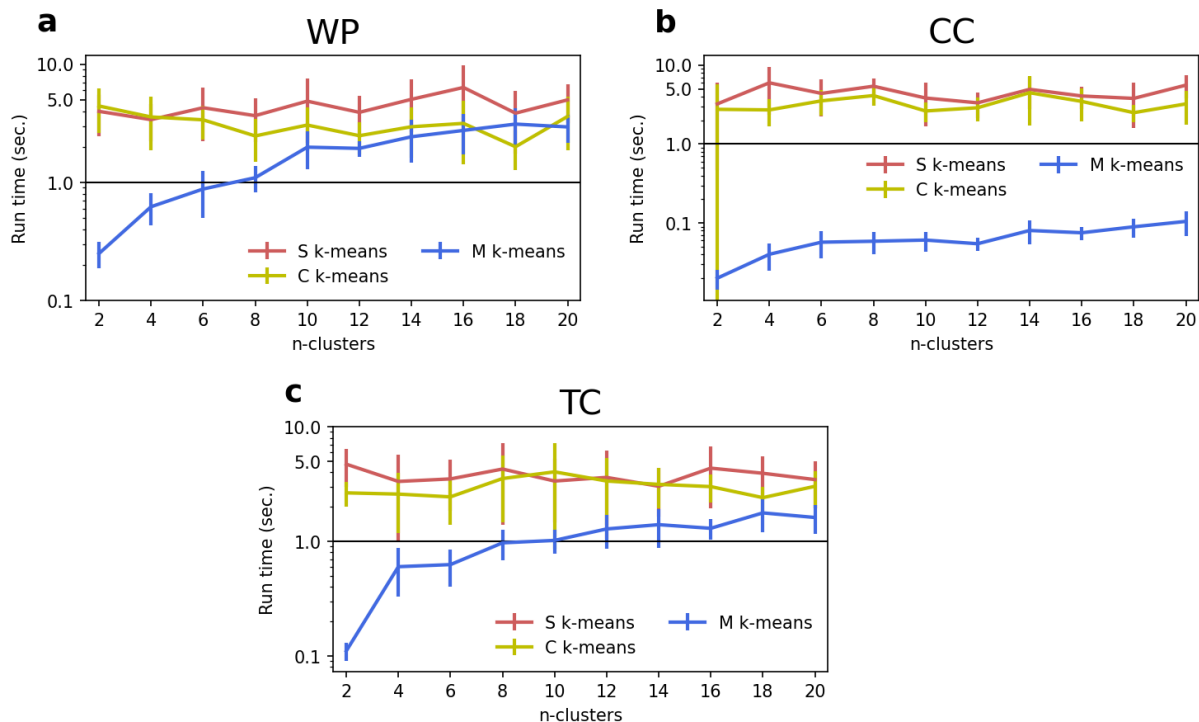 a
WP
10.0
5.0
1.0
0.1
Run time (sec.)
S k-means
C k-means
M k-means
2 4 6 8 10 12 14 16 18 20
n-clusters
b
CC
10.0
5.0
1.0
0.1
Run time (sec.)
S k-means
C k-means
M k-means
2 4 6 8 10 12 14 16 18 20
n-clusters
c
TC
10.0
5.0
1.0
0.1
Run time (sec.)
S k-means
C k-means
M k-means
2 4 6 8 10 12 14 16 18 20
n-clusters